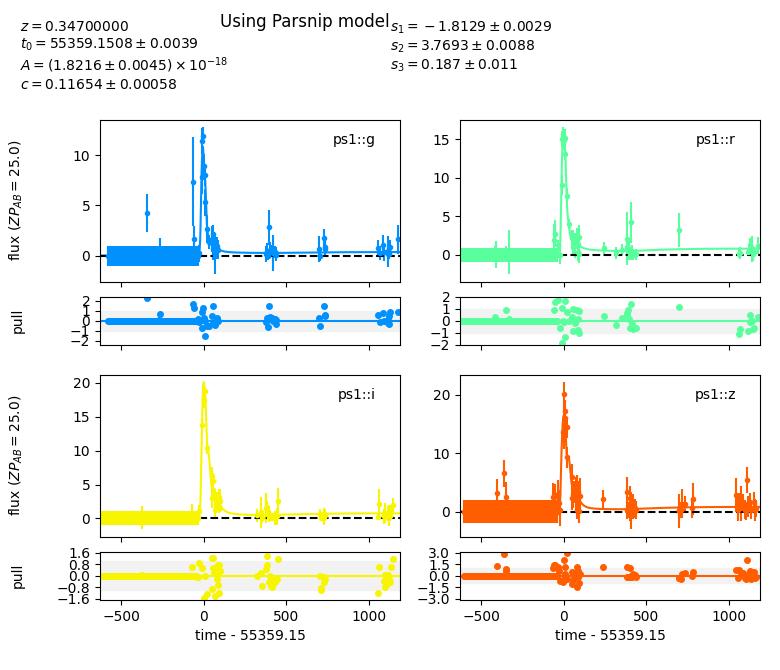 Using Parsnip model
z = 0.34700000
t₀ = 55359.1508 ± 0.0039
A = (1.8216 ± 0.0045) × 10⁻¹⁸
c = 0.11654 ± 0.00058
s₁ = −1.8129 ± 0.0029
s₂ = 3.7693 ± 0.0088
s₃ = 0.187 ± 0.011
flux (ZP_AB = 25.0)
10
5
0
ps1::g
15
10
5
0
ps1::r
pull
2
1
0
−1
−2
2
1
0
−1
−2
flux (ZP_AB = 25.0)
20
15
10
5
0
ps1::i
20
10
0
ps1::z
pull
1.6
0.8
0.0
−0.8
−1.6
3.0
1.5
0.0
−1.5
−3.0
−500 0 500 1000
−500 0 500 1000
time - 55359.15
time - 55359.15